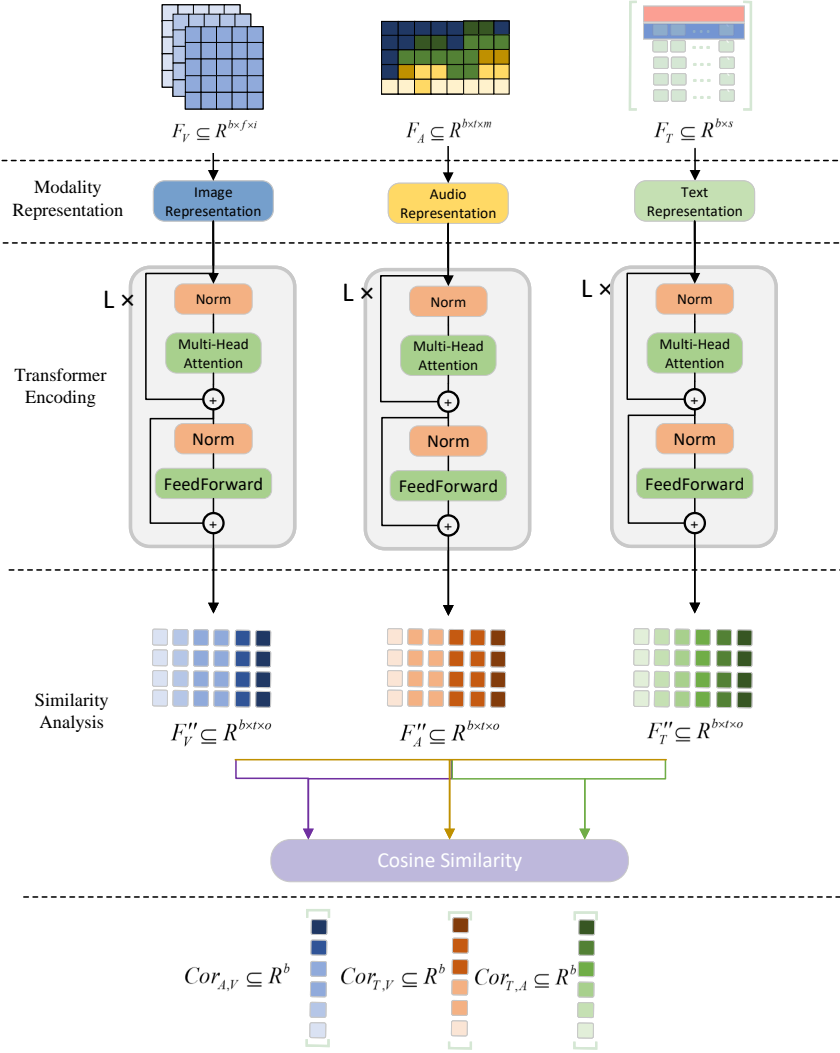 F_V ⊆ R^{b×f×i}
F_A ⊆ R^{b×t×m}
F_T ⊆ R^{b×s}
Modality
Representation
Image
Representation
Audio
Representation
Text
Representation
Transformer
Encoding
L ×
Norm
Multi-Head
Attention
+
Norm
FeedForward
+
L ×
Norm
Multi-Head
Attention
+
Norm
FeedForward
+
L ×
Norm
Multi-Head
Attention
+
Norm
FeedForward
+
Similarity
Analysis
F''_V ⊆ R^{b×t×o}
F''_A ⊆ R^{b×t×o}
F''_T ⊆ R^{b×t×o}
Cosine Similarity
Cor_{A,V} ⊆ R^b
Cor_{T,V} ⊆ R^b
Cor_{T,A} ⊆ R^b